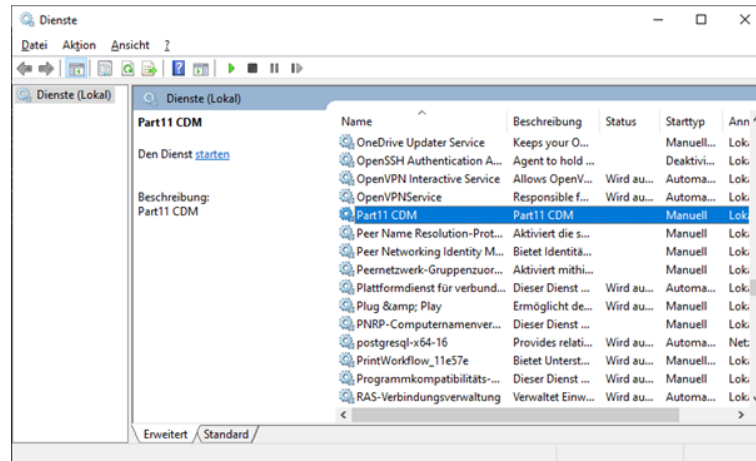 Dienste
Datei Aktion Ansicht ?
Dienste (Lokal)
Dienste (Lokal)
Part11 CDM
Den Dienst starten
Beschreibung:
Part11 CDM
Name Beschreibung Status Starttyp Ann
OneDrive Updater Service Keeps your O... Manuell... Lok
OpenSSH Authentication A... Agent to hold ... Deaktivi... Lok
OpenVPN Interactive Service Allows OpenV... Wird au... Automa... Lok
OpenVPNService Responsible f... Wird au... Automa... Lok
Part11 CDM Part11 CDM Manuell Lok
Peer Name Resolution-Prot... Aktiviert die s... Manuell Lok
Peer Networking Identity M... Bietet Identitä... Manuell Lok
Peernetzwerk-Gruppenzuor... Aktiviert mithi... Manuell Lok
Plattformdienst für verbund... Dieser Dienst ... Wird au... Automa... Lok
Plug &amp; Play Ermöglicht de... Wird au... Manuell Lok
PNRP-Computernamenver... Dieser Dienst ... Manuell Lok
postgresql-x64-16 Provides relati... Wird au... Automa... Net
PrintWorkflow_11e57e Bietet Unterst... Wird au... Manuell... Lok
Programmkompatibilitäts-... Dieser Dienst ... Wird au... Manuell Lok
RAS-Verbindungsverwaltung Verwaltet Einw... Wird au... Automa... Lok
Erweitert Standard